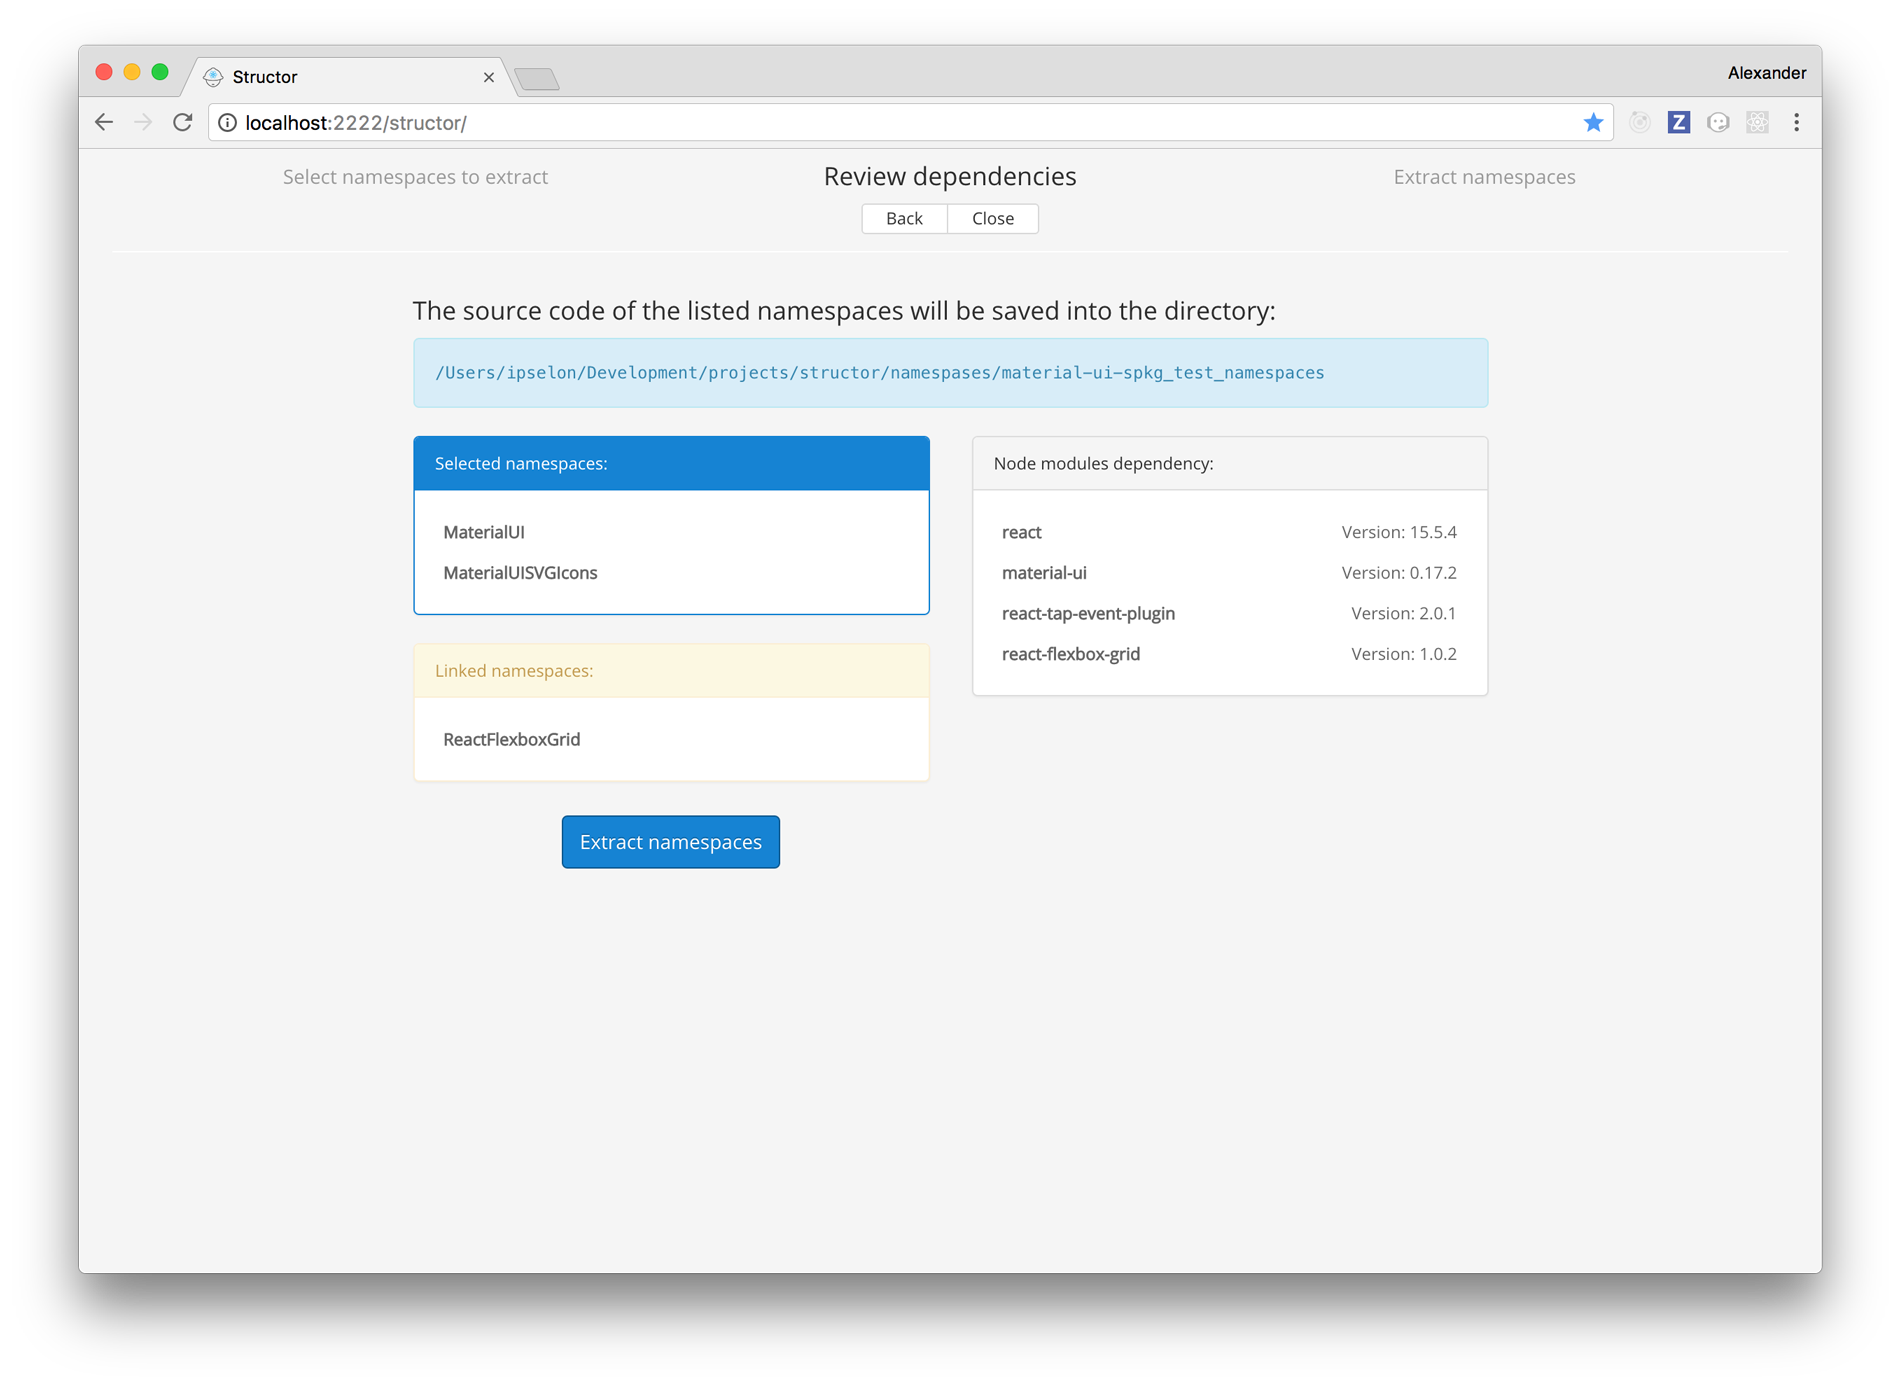 Structor
Alexander
localhost:2222/structor/
Z
Select namespaces to extract
Review dependencies
Extract namespaces
Back
Close
The source code of the listed namespaces will be saved into the directory:
/Users/ipselon/Development/projects/structor/namespases/material-ui-spkg_test_namespaces
Selected namespaces:
MaterialUI
MaterialUISVGIcons
Linked namespaces:
ReactFlexboxGrid
Node modules dependency:
react Version: 15.5.4
material-ui Version: 0.17.2
react-tap-event-plugin Version: 2.0.1
react-flexbox-grid Version: 1.0.2
Extract namespaces